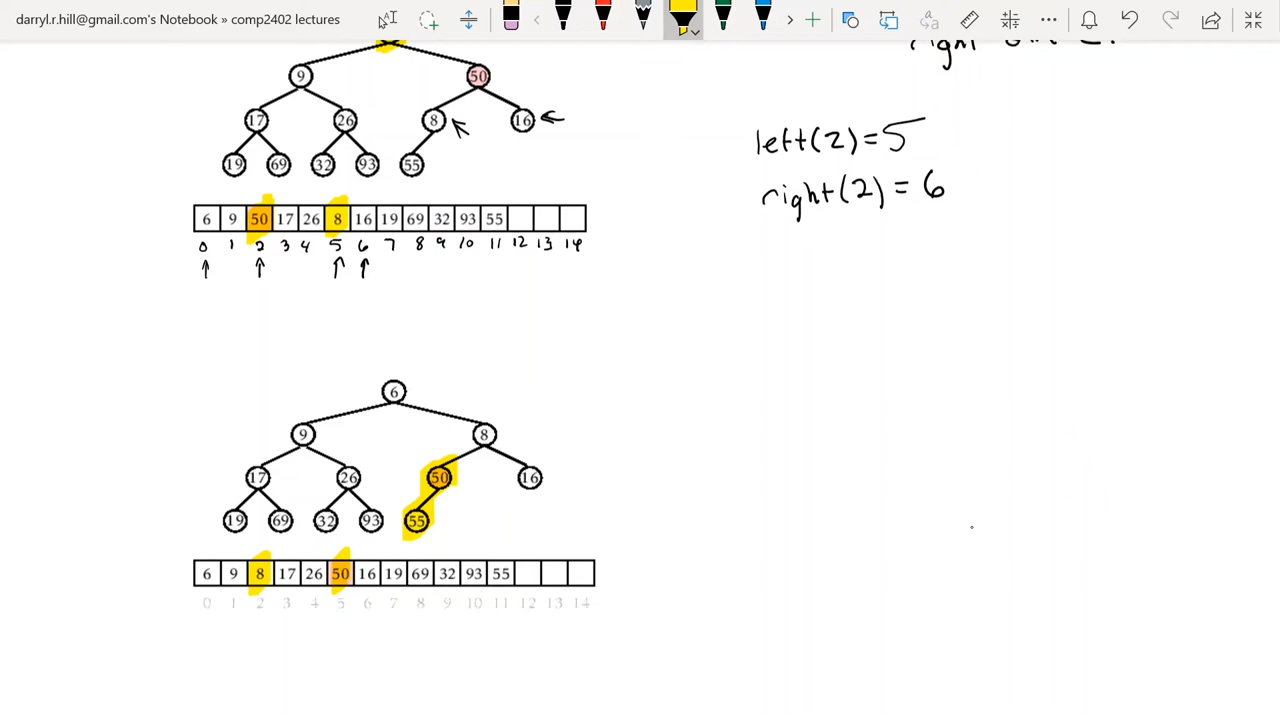 darryl.r.hill@gmail.com's Notebook » comp2402 lectures
9 50
17 26 8 16
19 69 32 93 55
6 9 50 17 26 8 16 19 69 32 93 55
0 1 2 3 4 5 6 7 8 9 10 11 12 13 14
left(2)=5
right(2) = 6
6
9 8
17 26 50 16
19 69 32 93 55
6 9 8 17 26 50 16 19 69 32 93 55
0 1 2 3 4 5 6 7 8 9 10 11 12 13 14